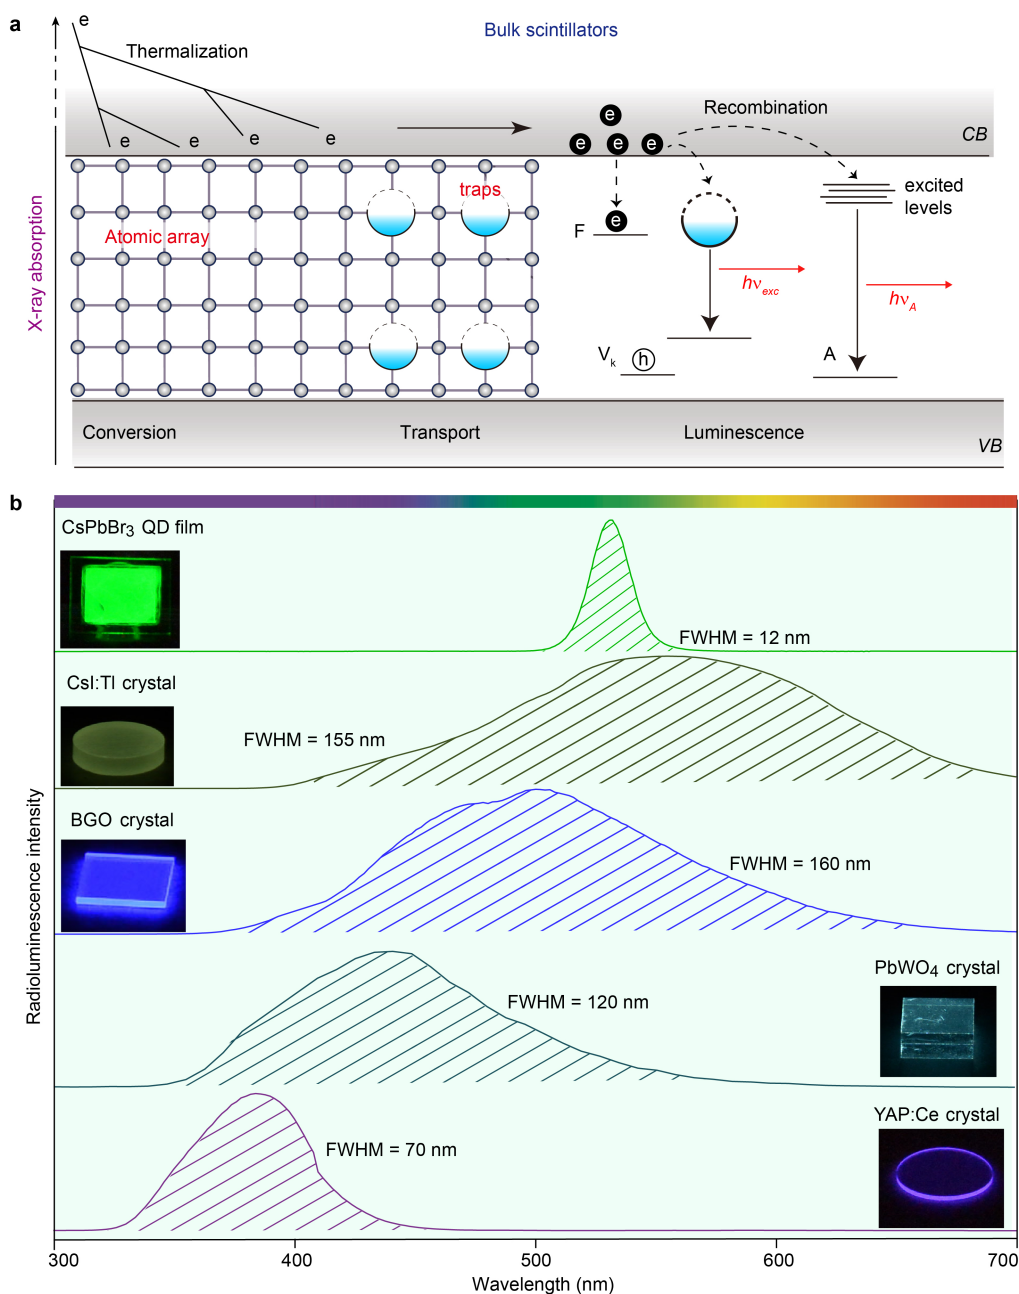 a
e
Bulk scintillators
Thermalization
Recombination
e
e
e
e
e
e
e
e
CB
traps
excited
levels
Atomic array
F
e
X-ray absorption
hνexc
hνA
Vk
h
A
Conversion
Transport
Luminescence
VB
b
CsPbBr3 QD film
FWHM = 12 nm
CsI:Tl crystal
FWHM = 155 nm
BGO crystal
FWHM = 160 nm
PbWO4 crystal
FWHM = 120 nm
YAP:Ce crystal
FWHM = 70 nm
Radioluminescence intensity
300
400
500
600
700
Wavelength (nm)